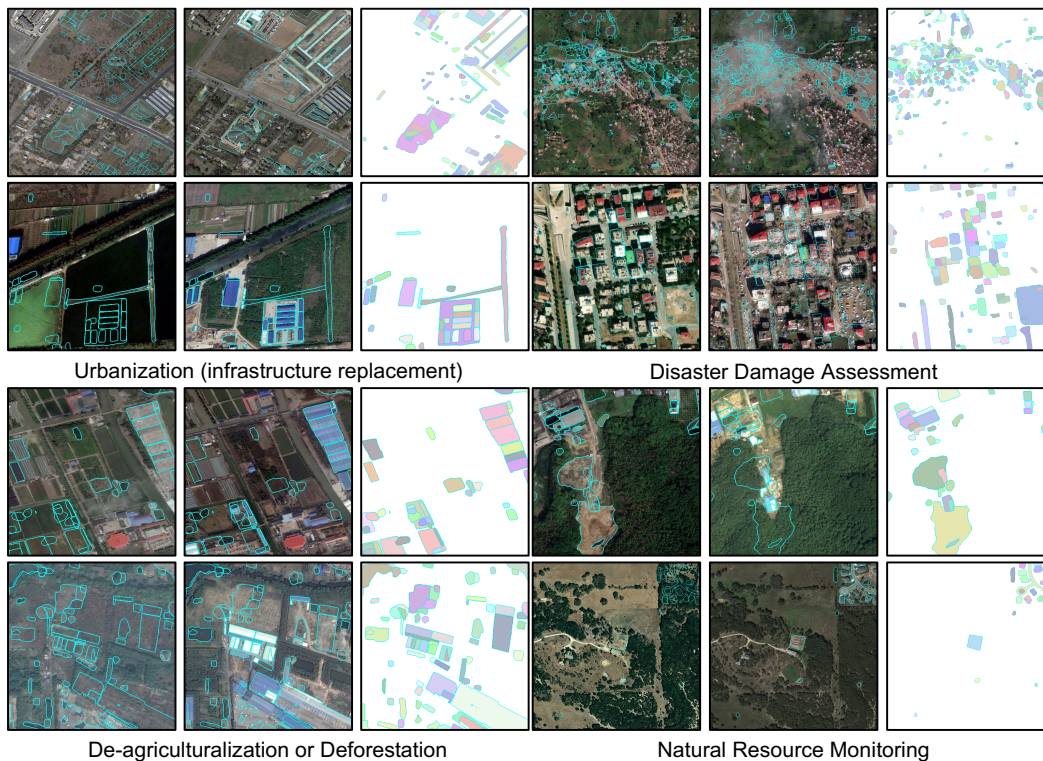 Urbanization (infrastructure replacement)
Disaster Damage Assessment
De-agriculturalization or Deforestation
Natural Resource Monitoring